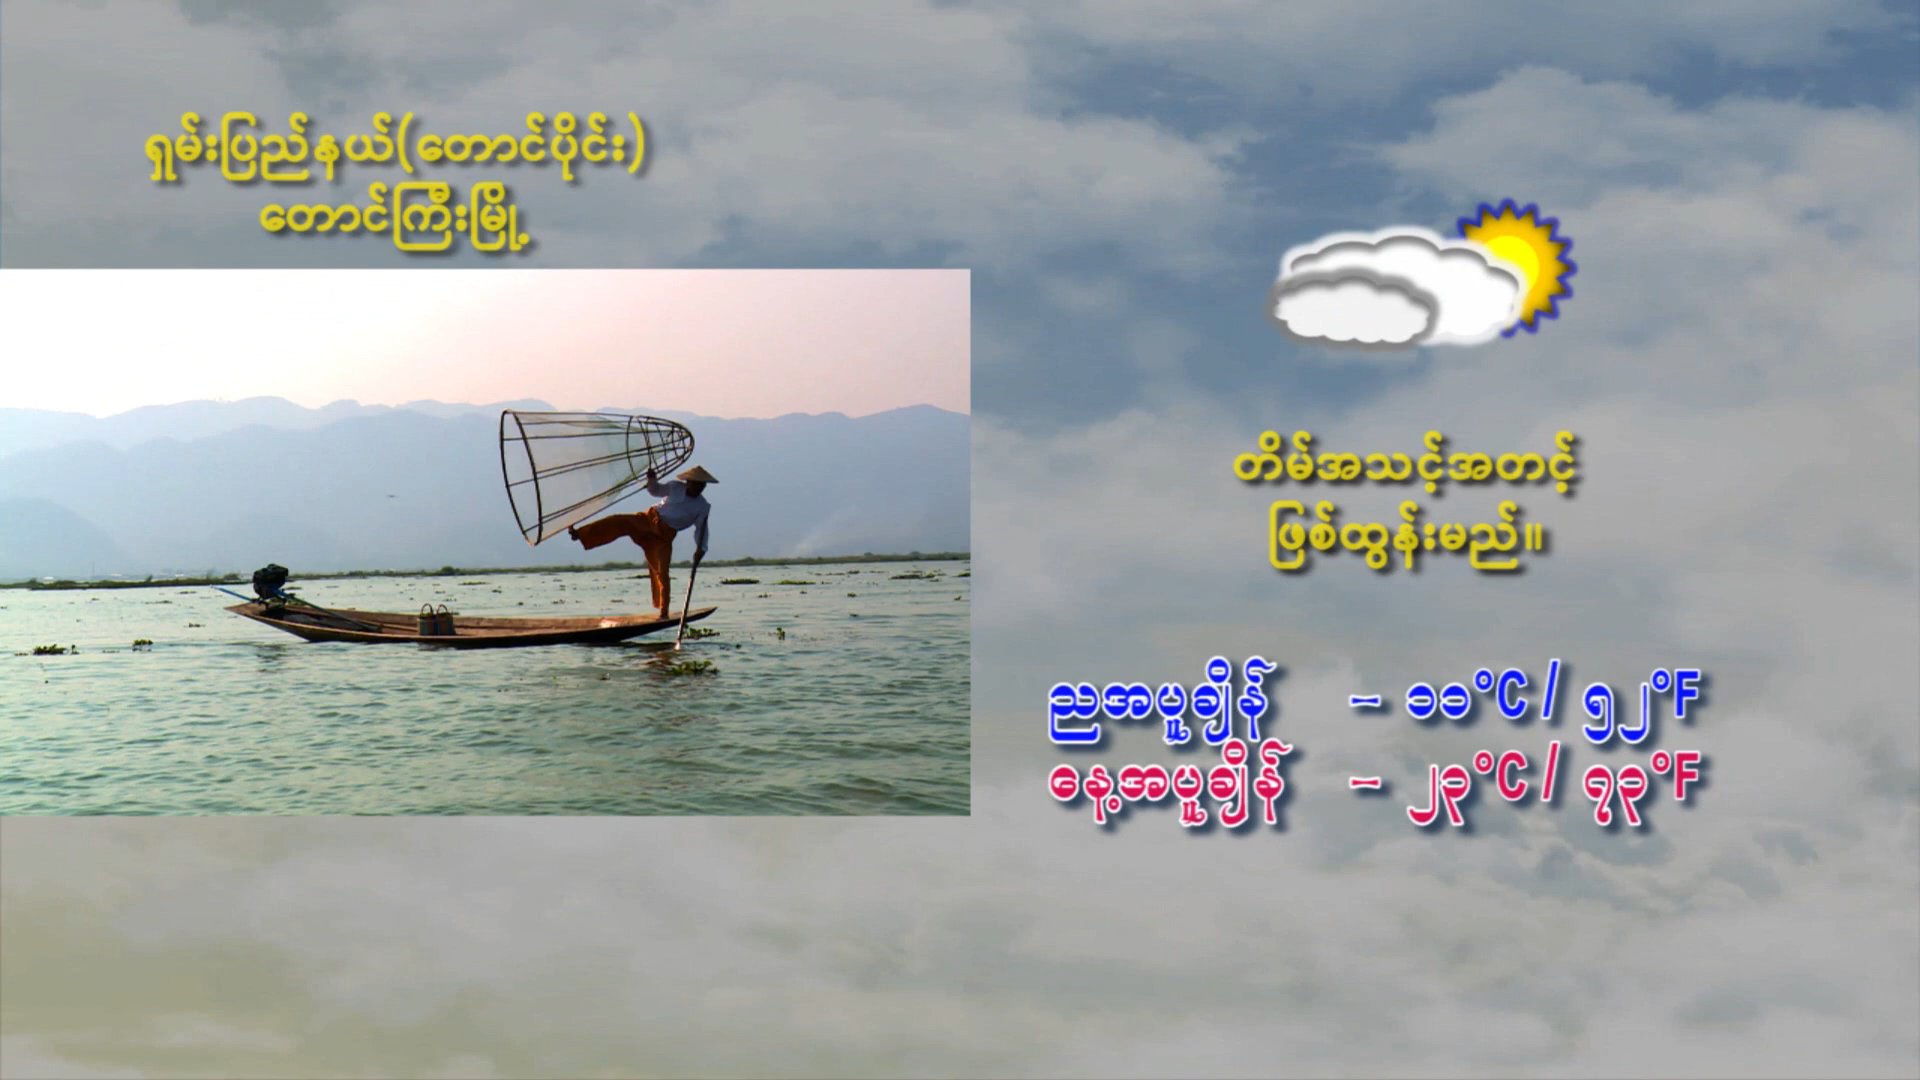 ရှမ်းပြည်နယ်(တောင်ပိုင်း)
တောင်ကြီးမြို့
တိမ်အသင့်အတင့်
ဖြစ်ထွန်းမည်။
ညအပူချိန် - ၁၁°C / ၅၂°F
နေ့အပူချိန် - ၂၃°C / ၇၃°F